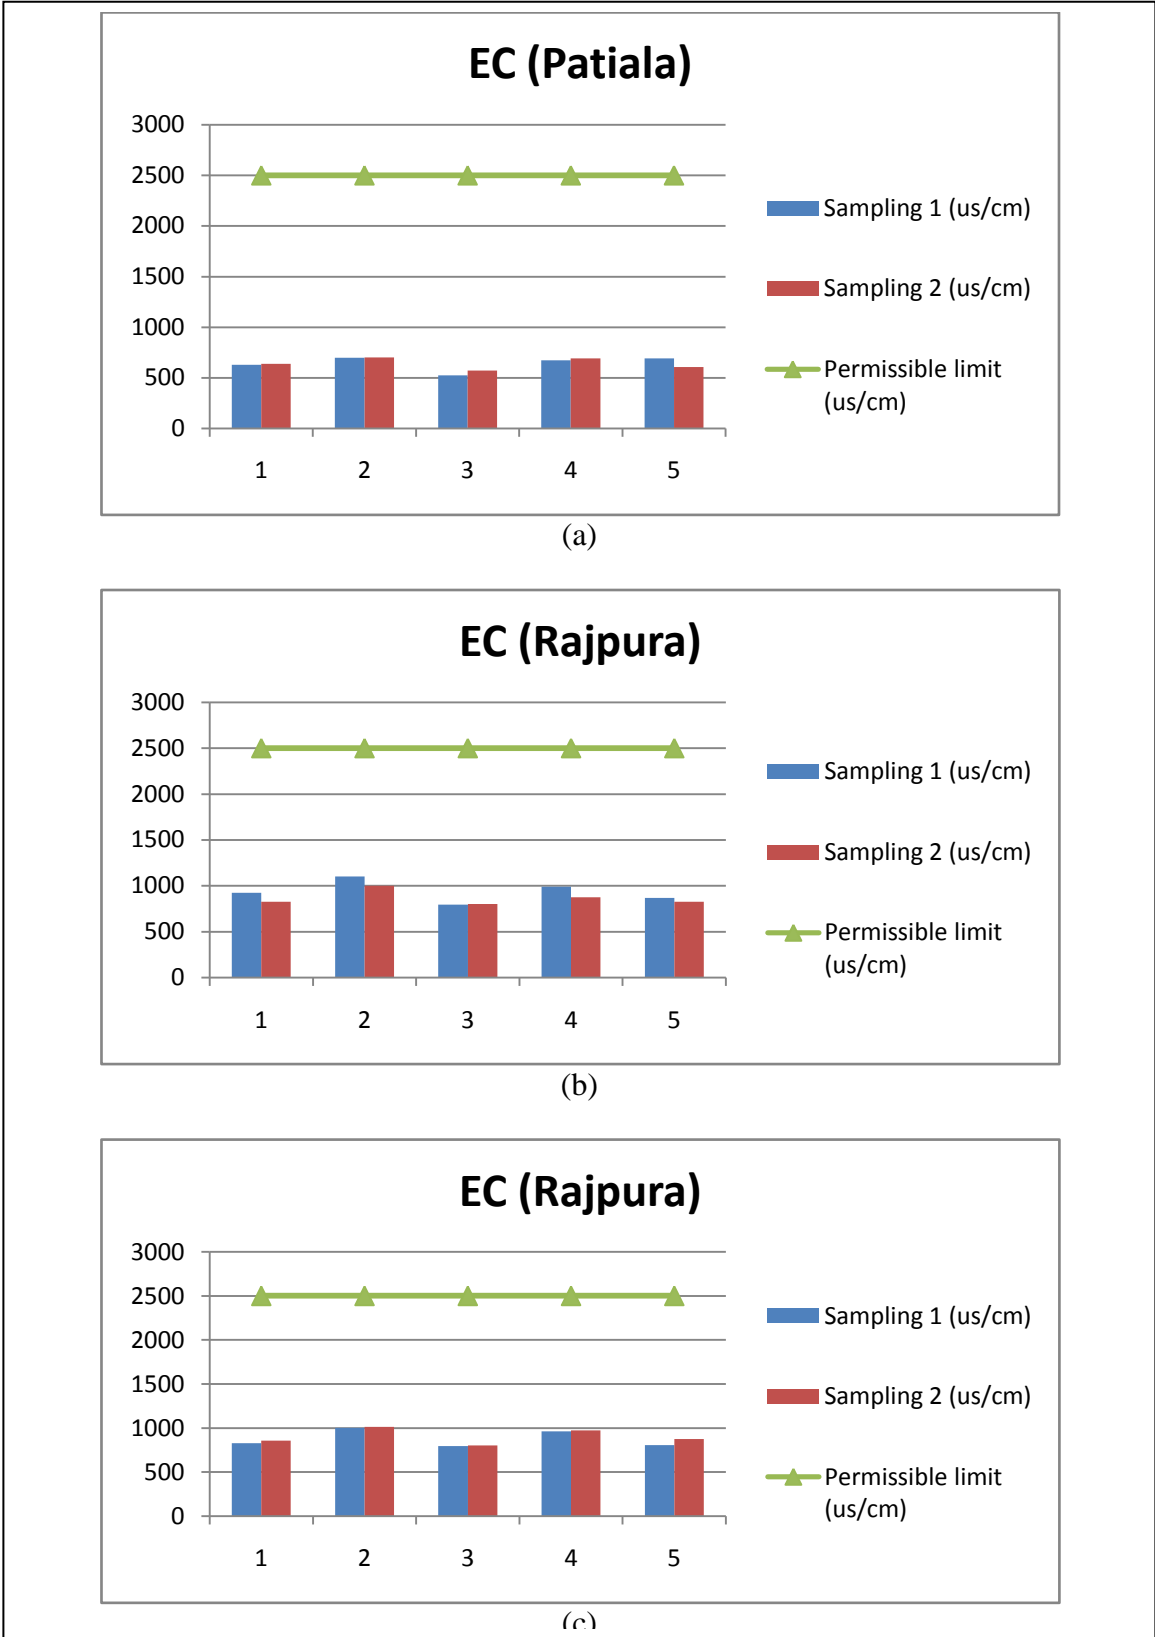 EC (Patiala)
3000
2500
2000
1500
1000
500
0
1 2 3 4 5
Sampling 1 (us/cm)
Sampling 2 (us/cm)
Permissible limit
(us/cm)
(a)
EC (Rajpura)
3000
2500
2000
1500
1000
500
0
1 2 3 4 5
Sampling 1 (us/cm)
Sampling 2 (us/cm)
Permissible limit
(us/cm)
(b)
EC (Rajpura)
3000
2500
2000
1500
1000
500
0
1 2 3 4 5
Sampling 1 (us/cm)
Sampling 2 (us/cm)
Permissible limit
(us/cm)
(c)